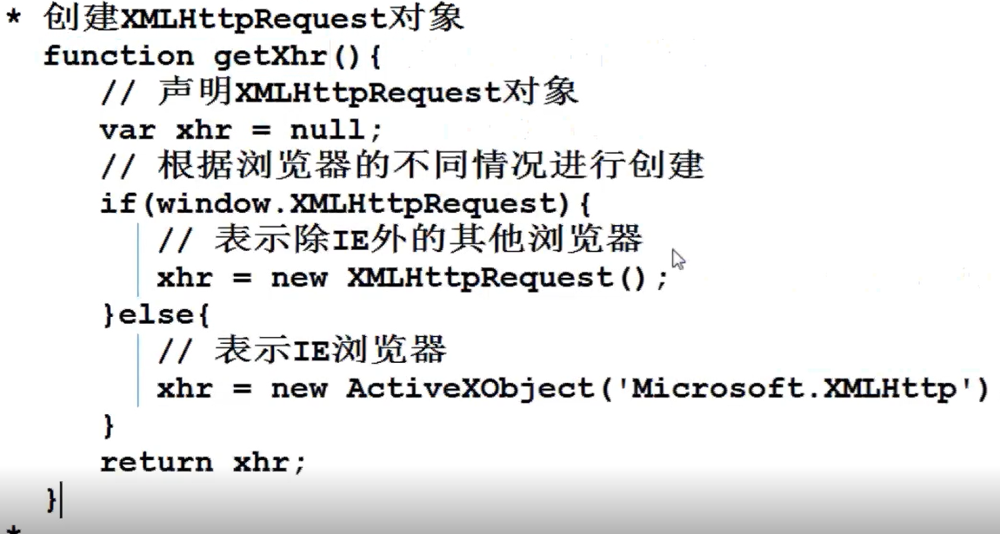 * 创建XMLHttpRequest对象
function getXhr(){
// 声明XMLHttpRequest对象
var xhr = null;
// 根据浏览器的不同情况进行创建
if(window.XMLHttpRequest){
// 表示除IE外的其他浏览器
xhr = new XMLHttpRequest();
}else{
// 表示IE浏览器
xhr = new ActiveXObject('Microsoft.XMLHttp')
}
return xhr;
}
*